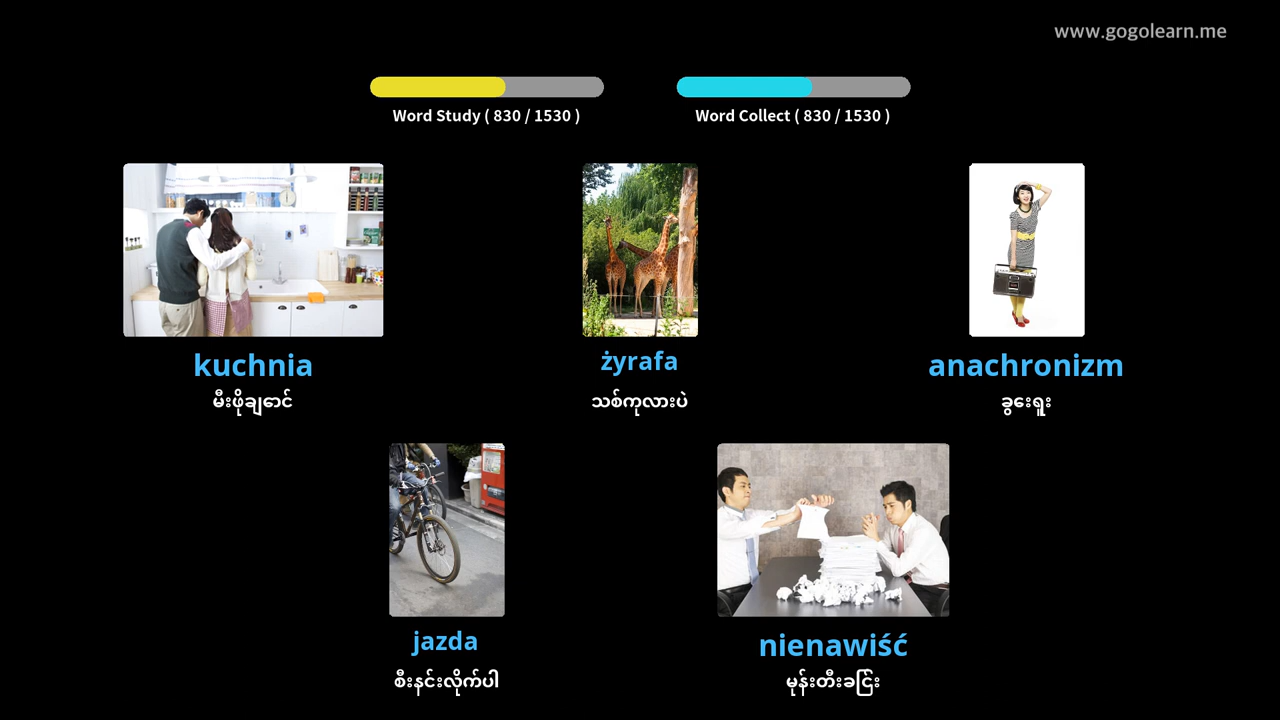 www.gogolearn.me
Word Study ( 830 / 1530 )
Word Collect ( 830 / 1530 )
kuchnia
မီးဖိုချောင်
żyrafa
သစ်ကုလားပဲ
anachronizm
ခွေးရူး
jazda
စီးနင်းလိုက်ပါ
nienawiść
မုန်းတီးခြင်း